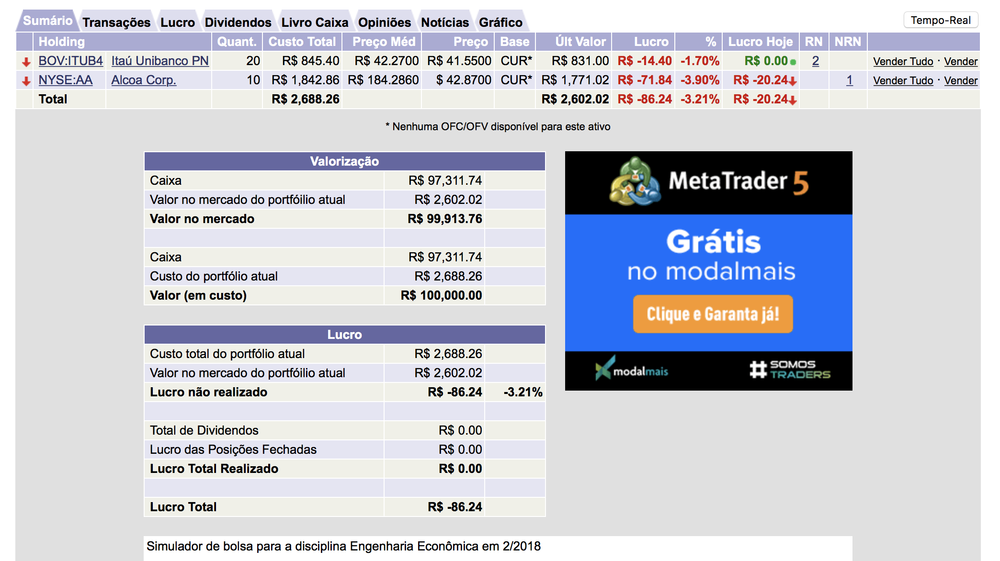 Sumário Transações Lucro Dividendos Livro Caixa Opiniões Notícias Gráfico Tempo-Real
Holding Quant. Custo Total Preço Méd Preço Base Últ Valor Lucro % Lucro Hoje RN NRN
BOV:ITUB4 Itaú Unibanco PN 20 R$ 845.40 R$ 42.2700 R$ 41.5500 CUR* R$ 831.00 R$ -14.40 -1.70% R$ 0.00 2 Vender Tudo · Vender
NYSE:AA Alcoa Corp. 10 R$ 1,842.86 R$ 184.2860 $ 42.8700 CUR* R$ 1,771.02 R$ -71.84 -3.90% R$ -20.24 1 Vender Tudo · Vender
Total R$ 2,688.26 R$ 2,602.02 R$ -86.24 -3.21% R$ -20.24
* Nenhuma OFC/OFV disponível para este ativo
Valorização
Caixa R$ 97,311.74
Valor no mercado do portfóilio atual R$ 2,602.02
Valor no mercado R$ 99,913.76
Caixa R$ 97,311.74
Custo do portfólio atual R$ 2,688.26
Valor (em custo) R$ 100,000.00
Lucro
Custo total do portfólio atual R$ 2,688.26
Valor no mercado do portfóilio atual R$ 2,602.02
Lucro não realizado R$ -86.24 -3.21%
Total de Dividendos R$ 0.00
Lucro das Posições Fechadas R$ 0.00
Lucro Total Realizado R$ 0.00
Lucro Total R$ -86.24
MetaTrader 5
Grátis
no modalmais
Clique e Garanta já!
modalmais
#SOMOS
TRADERS
Simulador de bolsa para a disciplina Engenharia Econômica em 2/2018